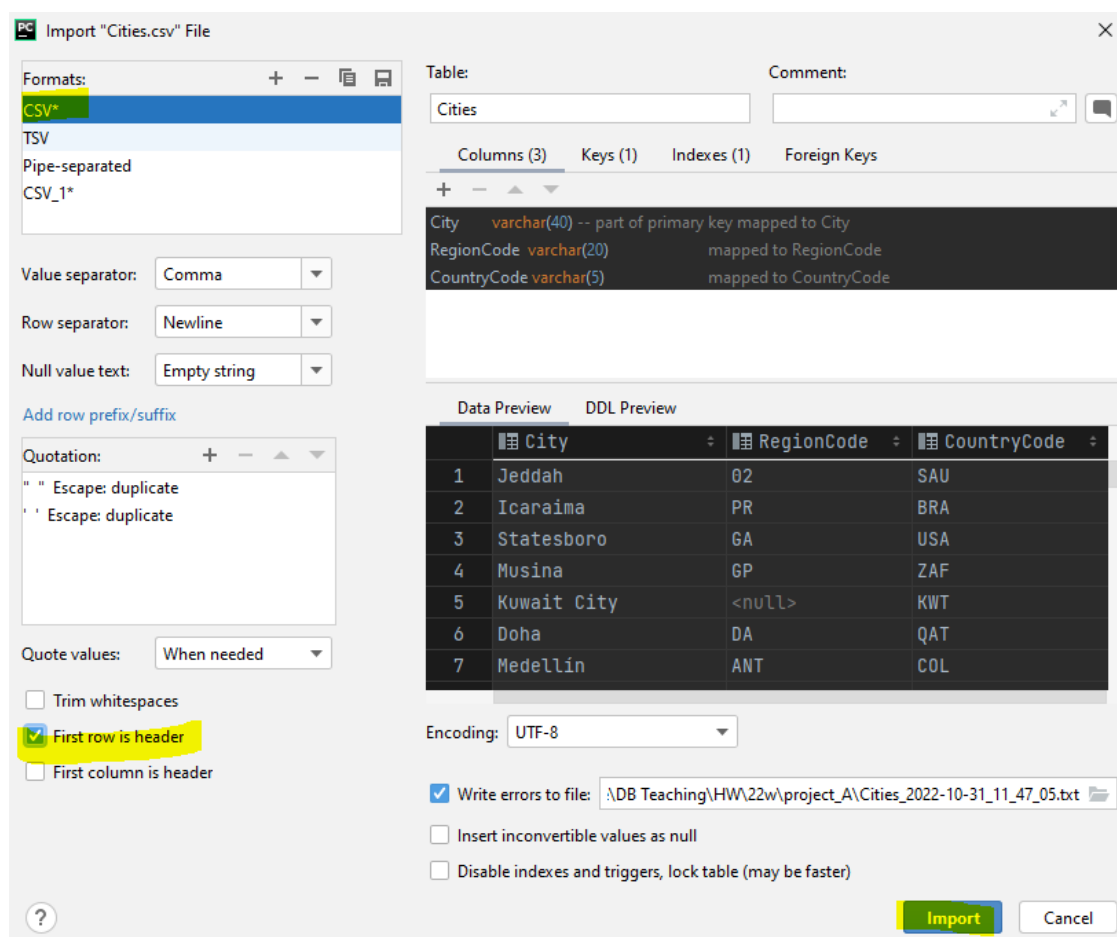 PC Import "Cities.csv" File
Formats:
CSV*
TSV
Pipe-separated
CSV_1*
Value separator: Comma
Row separator: Newline
Null value text: Empty string
Add row prefix/suffix
Quotation:
" " Escape: duplicate
' ' Escape: duplicate
Quote values: When needed
Trim whitespaces
First row is header
First column is header
Table: Comment:
Cities
Columns (3) Keys (1) Indexes (1) Foreign Keys
City varchar(40) -- part of primary key mapped to City
RegionCode varchar(20) mapped to RegionCode
CountryCode varchar(5) mapped to CountryCode
Data Preview DDL Preview
City RegionCode CountryCode
1 Jeddah 02 SAU
2 Icaraima PR BRA
3 Statesboro GA USA
4 Musina GP ZAF
5 Kuwait City <null> KWT
6 Doha DA QAT
7 Medellín ANT COL
Encoding: UTF-8
Write errors to file: :\DB Teaching\HW\22w\project_A\Cities_2022-10-31_11_47_05.txt
Insert inconvertible values as null
Disable indexes and triggers, lock table (may be faster)
? Import Cancel